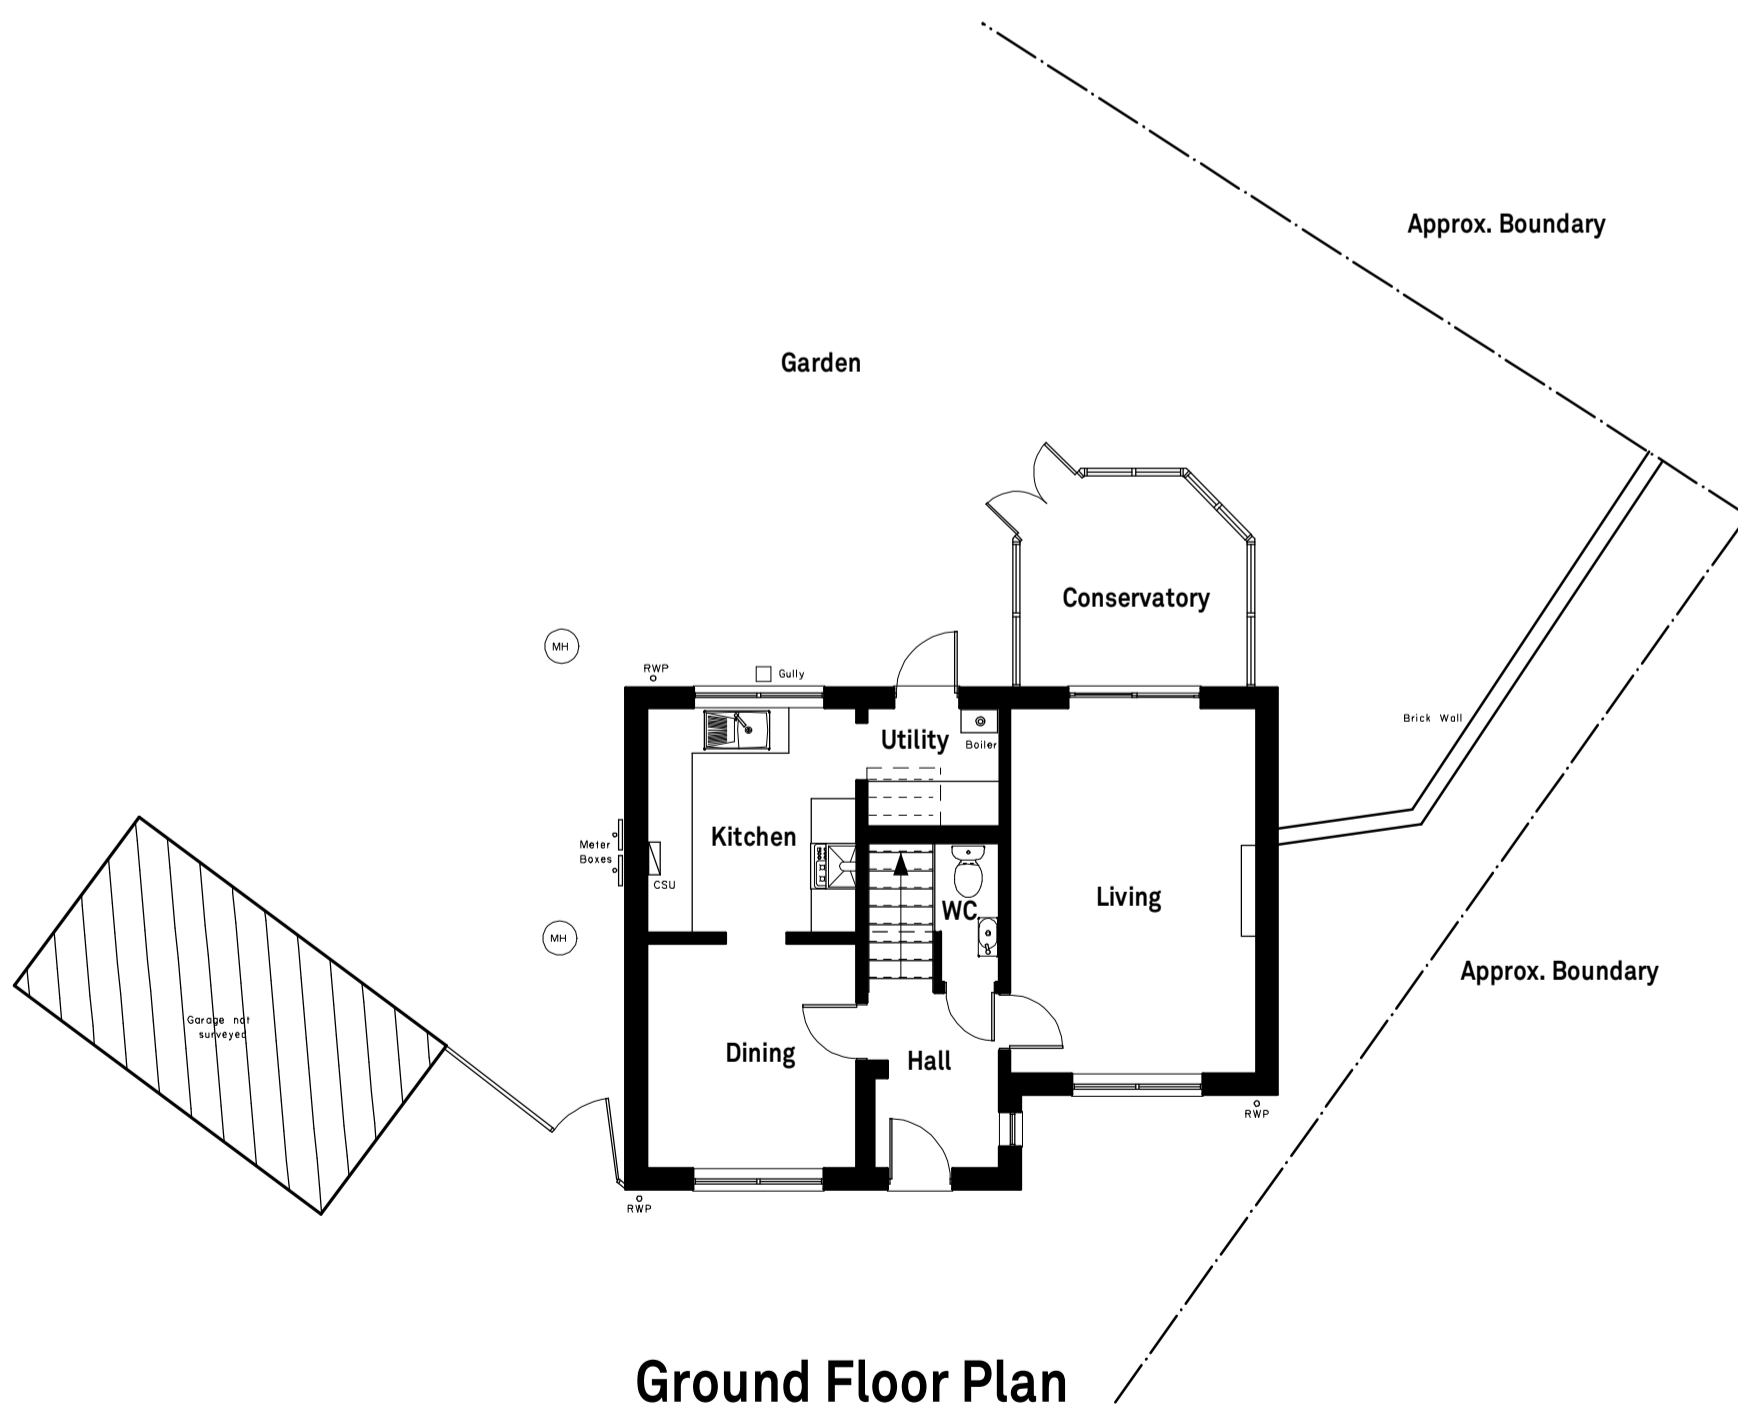 Approx. Boundary
Garden
Conservatory
MH
RWP
Gully
Brick Wall
Utility
Boiler
Kitchen
Meter
Boxes
CSU
Living
WC
MH
Approx. Boundary
Garage not
surveyed
Dining
Hall
RWP
RWP
Ground Floor Plan